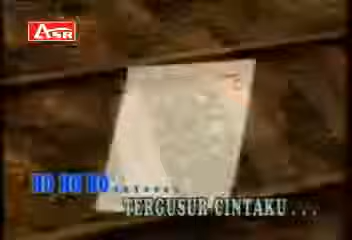 ASR
HO HO HO........
TERGUSUR CINTAKU . . .